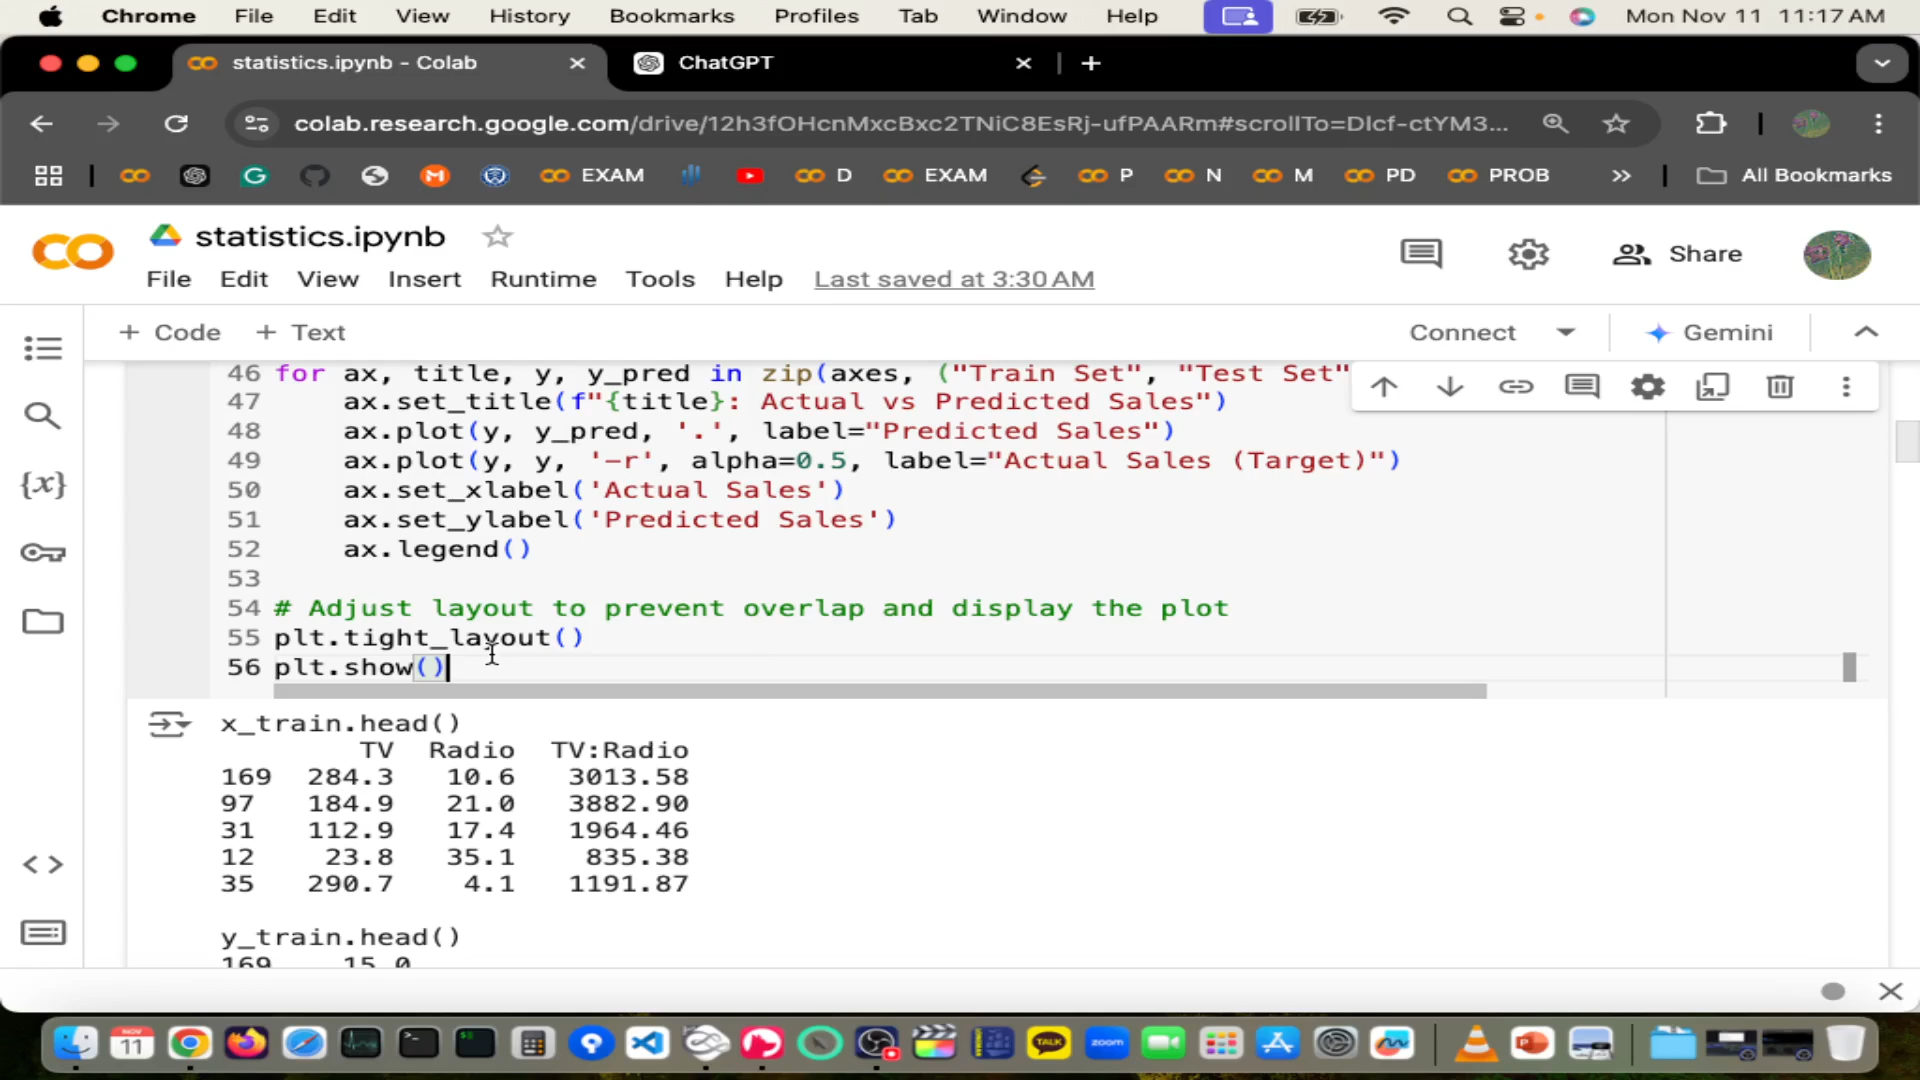 Chrome File Edit View History Bookmarks Profiles Tab Window Help Mon Nov 11 11:17 AM
statistics.ipynb - Colab ChatGPT
colab.research.google.com/drive/12h3fOHcnMxcBxc2TNiC8EsRj-ufPAARm#scrollTo=DIcf-ctYM3...
EXAM D EXAM P N M PD PROB All Bookmarks
statistics.ipynb
File Edit View Insert Runtime Tools Help Last saved at 3:30 AM
Share
+ Code + Text Connect Gemini
46 for ax, title, y, y_pred in zip(axes, ("Train Set", "Test Set"
47 ax.set_title(f"{title}: Actual vs Predicted Sales")
48 ax.plot(y, y_pred, '.', label="Predicted Sales")
49 ax.plot(y, y, '-r', alpha=0.5, label="Actual Sales (Target)")
50 ax.set_xlabel('Actual Sales')
51 ax.set_ylabel('Predicted Sales')
52 ax.legend()
53
54 # Adjust layout to prevent overlap and display the plot
55 plt.tight_layout()
56 plt.show()
x_train.head()
TV Radio TV:Radio
169 284.3 10.6 3013.58
97 184.9 21.0 3882.90
31 112.9 17.4 1964.46
12 23.8 35.1 835.38
35 290.7 4.1 1191.87
y_train.head()
169 15.0
NOV
11
TALK
zoom